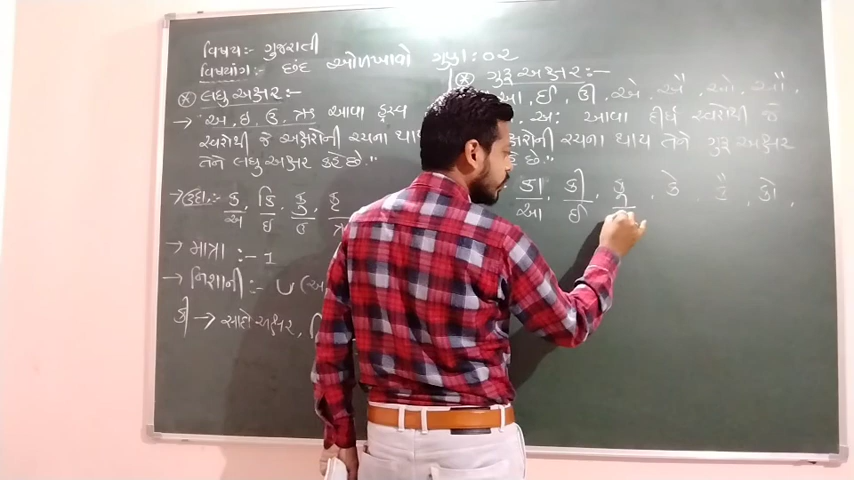 વિષય:- ગુજરાતી
વિષયાંગ:- છંદ ઓળખાવો ગુણ:૦૨
* લઘુ અક્ષર:-
→ અ, ઇ, ઉ, ઋ આવા હ્રસ્વ
સ્વરોથી જે અક્ષરોની રચના થાય
તેને લઘુ અક્ષર કહે છે."
→ ઉદા:- ક, કિ, કુ, કૃ
અ ઇ ઉ ઋ
→ માત્રા :- 1
→ નિશાની :- ∪ (અ
→ સાદો અક્ષર,
* ગુરુ અક્ષર:-
આ, ઈ, ઊ, એ, ઐ, ઓ, ઔ,
અ: આવા દીર્ઘ સ્વરોથી જે
અક્ષરોની રચના થાય તેને ગુરુ અક્ષર
કહે છે."
કા, કી, કૂ, કે, કૈ, કો,
આ ઈ